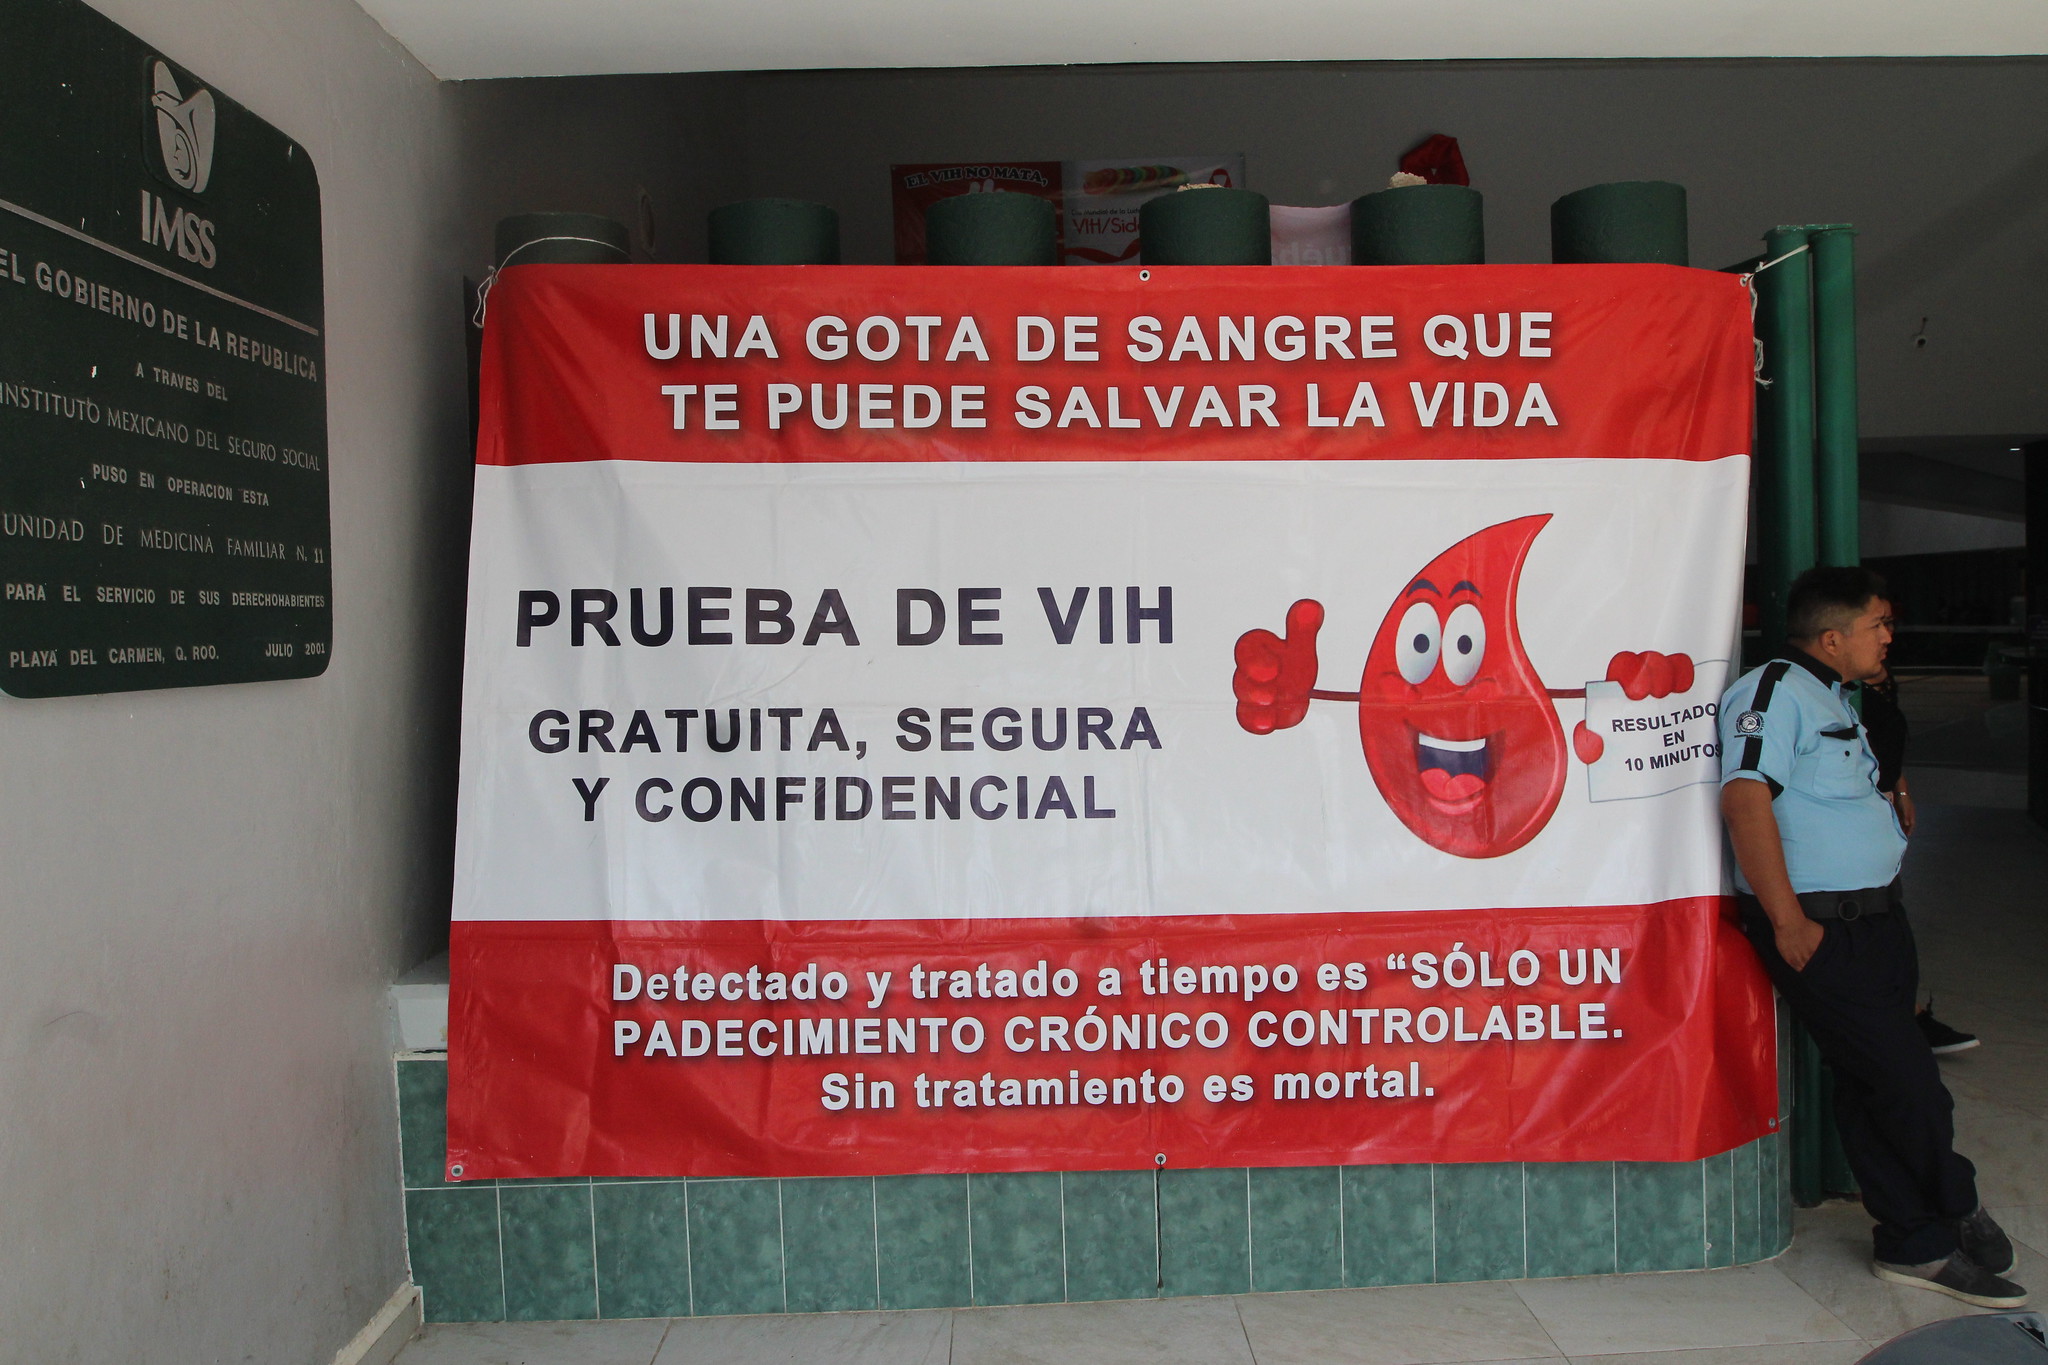 IMSS
EL GOBIERNO DE LA REPUBLICA
A TRAVES DEL
INSTITUTO MEXICANO DEL SEGURO SOCIAL
PUSO EN OPERACION ESTA
UNIDAD DE MEDICINA FAMILIAR N. 11
PARA EL SERVICIO DE SUS DERECHOHABIENTES
PLAYA DEL CARMEN, Q. ROO. JULIO 2001
EL VIH NO MATA,
VIH/Sida
UNA GOTA DE SANGRE QUE
TE PUEDE SALVAR LA VIDA
PRUEBA DE VIH
GRATUITA, SEGURA
Y CONFIDENCIAL
RESULTADO
EN
10 MINUTOS
Detectado y tratado a tiempo es “SÓLO UN
PADECIMIENTO CRÓNICO CONTROLABLE.
Sin tratamiento es mortal.